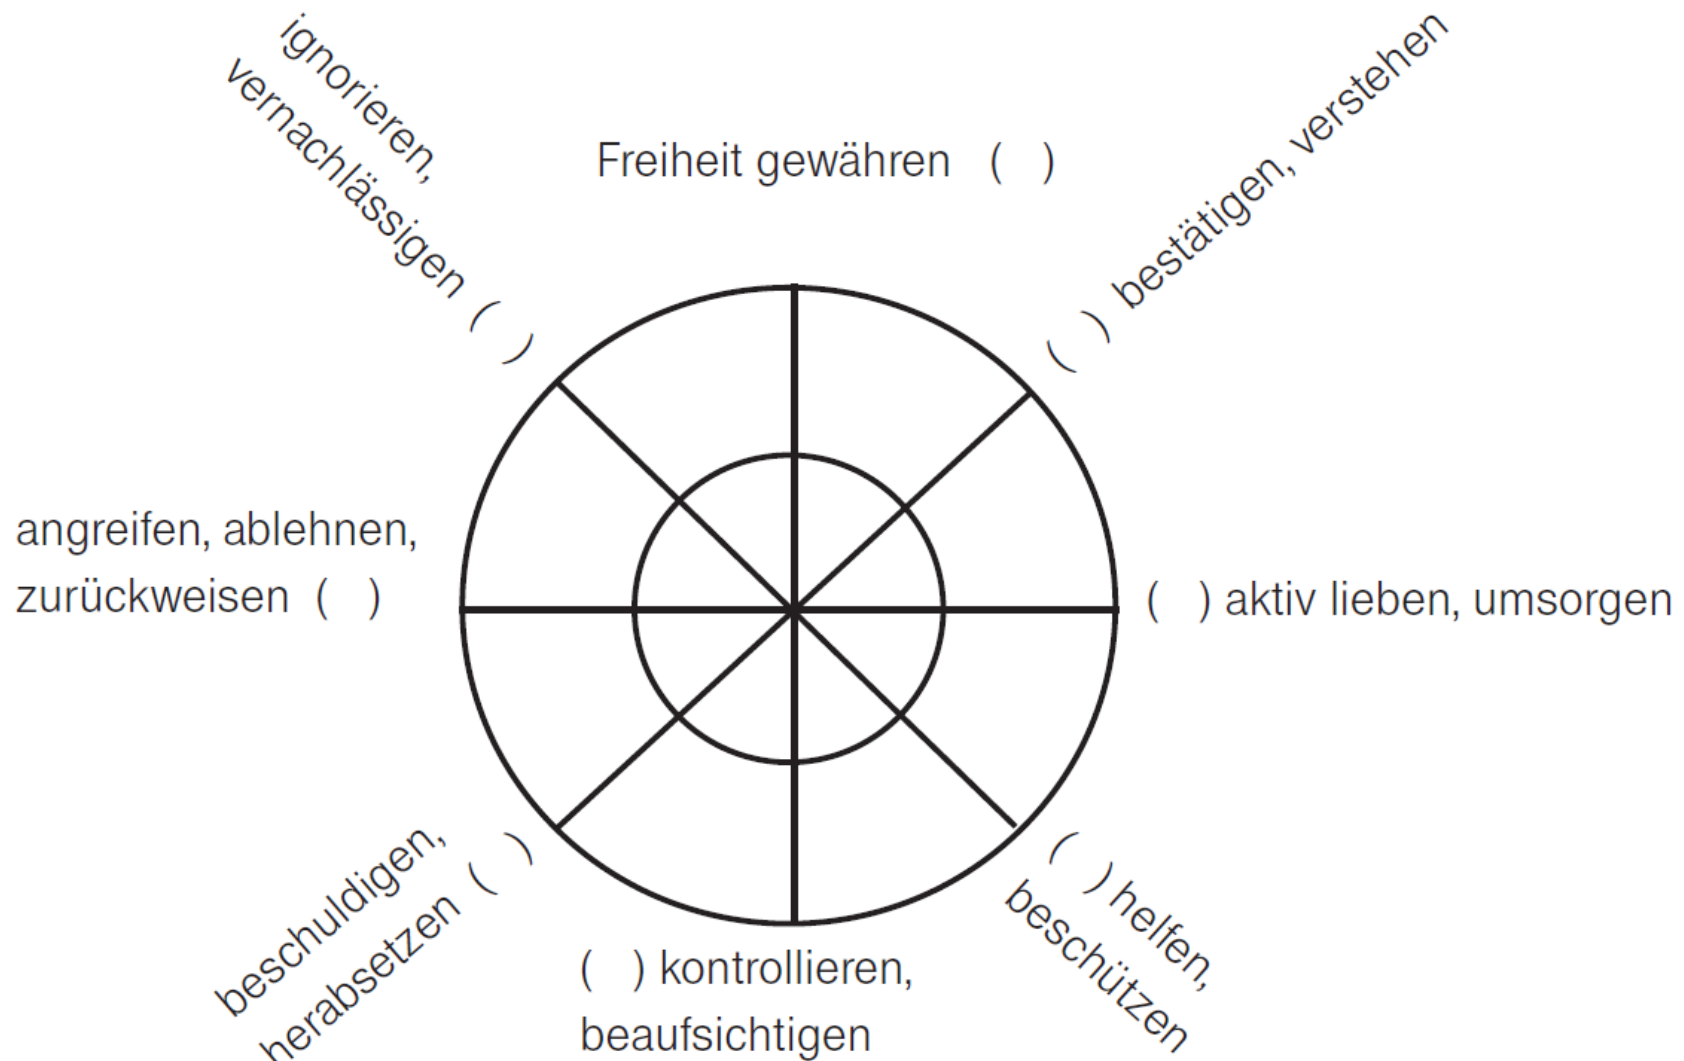 ignorieren,
vernachlässigen ( )
Freiheit gewähren ( )
( ) bestätigen, verstehen
angreifen, ablehnen,
zurückweisen ( )
( ) aktiv lieben, umsorgen
beschuldigen,
herabsetzen ( )
( ) kontrollieren,
beaufsichtigen
( ) helfen,
beschützen